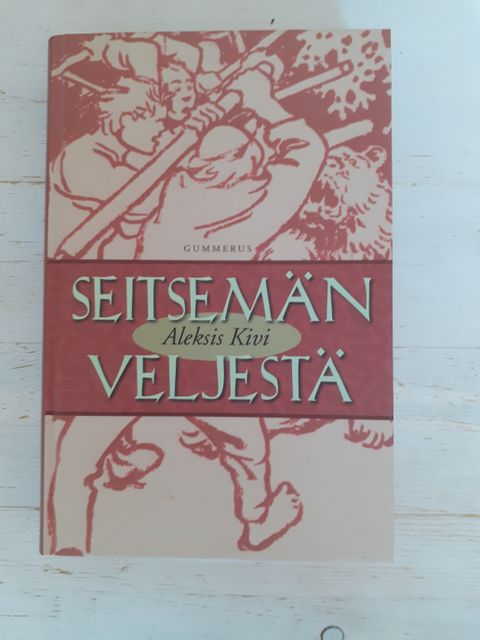 GUMMERUS
SEITSEMÄN
Aleksis Kivi
VELJESTÄ